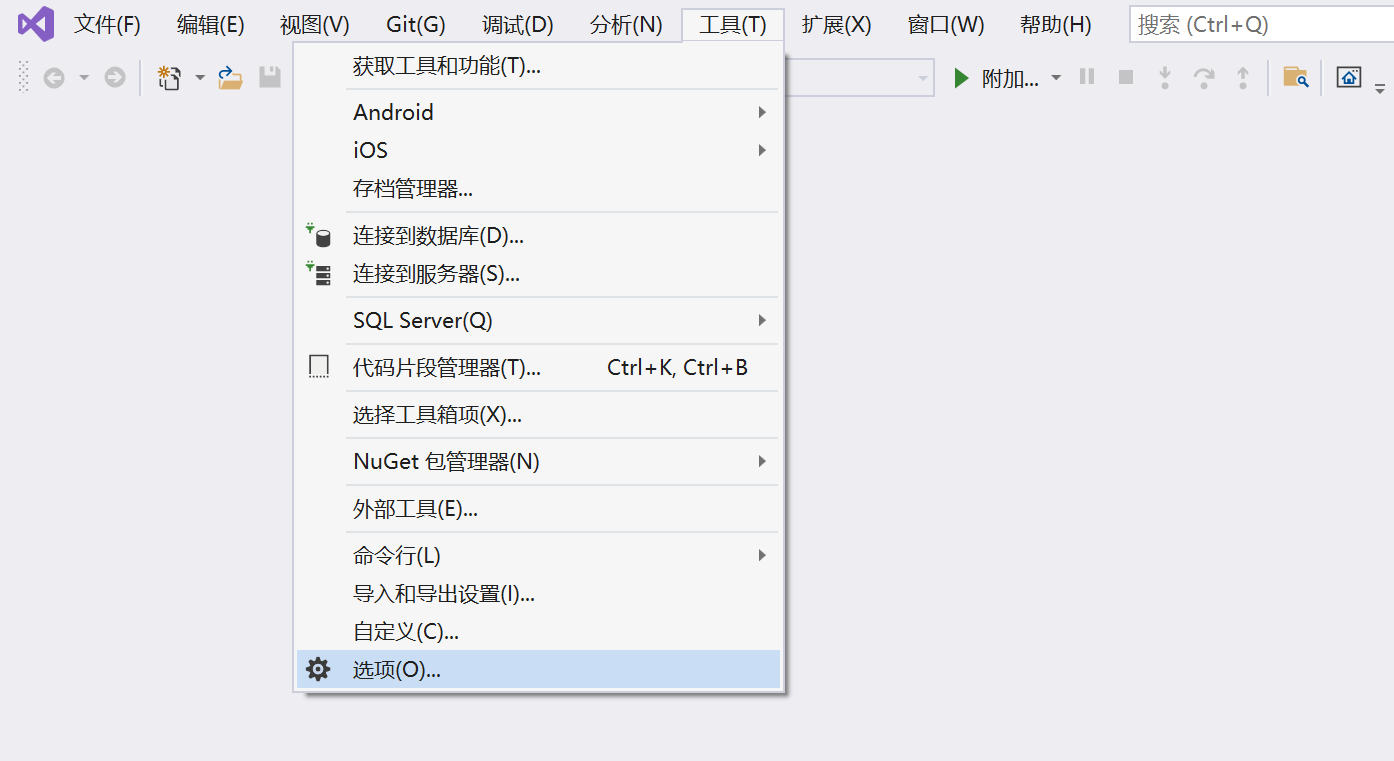 文件(F) 编辑(E) 视图(V) Git(G) 调试(D) 分析(N) 工具(T) 扩展(X) 窗口(W) 帮助(H) 搜索 (Ctrl+Q)
附加...
获取工具和功能(T)...
Android
iOS
存档管理器...
连接到数据库(D)...
连接到服务器(S)...
SQL Server(Q)
代码片段管理器(T)... Ctrl+K, Ctrl+B
选择工具箱项(X)...
NuGet 包管理器(N)
外部工具(E)...
命令行(L)
导入和导出设置(I)...
自定义(C)...
选项(O)...